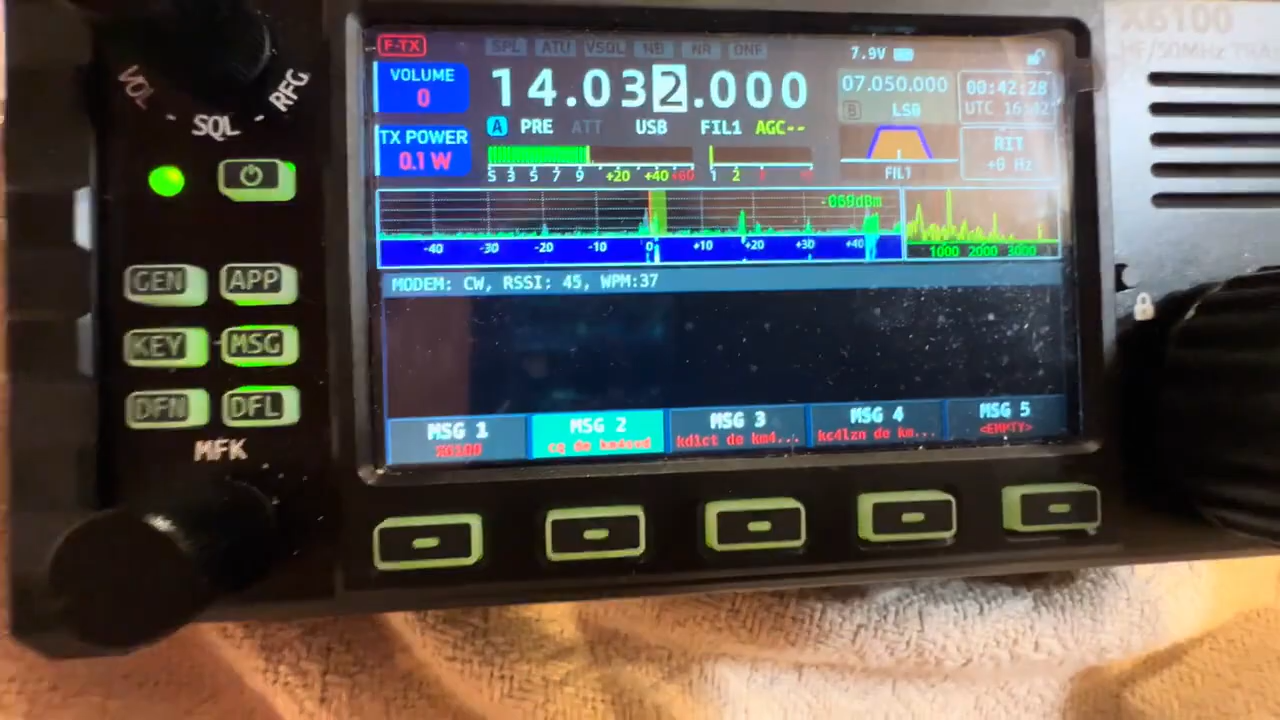 X6100
HF/50MHz TRA
F-TX
SPL ATU VSQL NB NR DNF
7.9V
VOLUME
0
14.032.000
07.050.000
B LSB
00:42:28
UTC 16:42
TX POWER
0.1 W
A PRE ATT USB FIL1 AGC--
FIL1
RIT
+0 Hz
S 3 5 7 9 +20 +40 +60 1 2
-069dBm
-40 -30 -20 -10 0 +10 +20 +30 +40
1000 2000 3000
MODEM: CW, RSSI: 45, WPM:37
MSG 1
X6100
MSG 2
MSG 3
kd1ct de km4...
MSG 4
kc4lzn de km...
MSG 5
<EMPTY>
VOL
SQL
RFG
GEN
APP
KEY
MSG
DFN
DFL
MFK